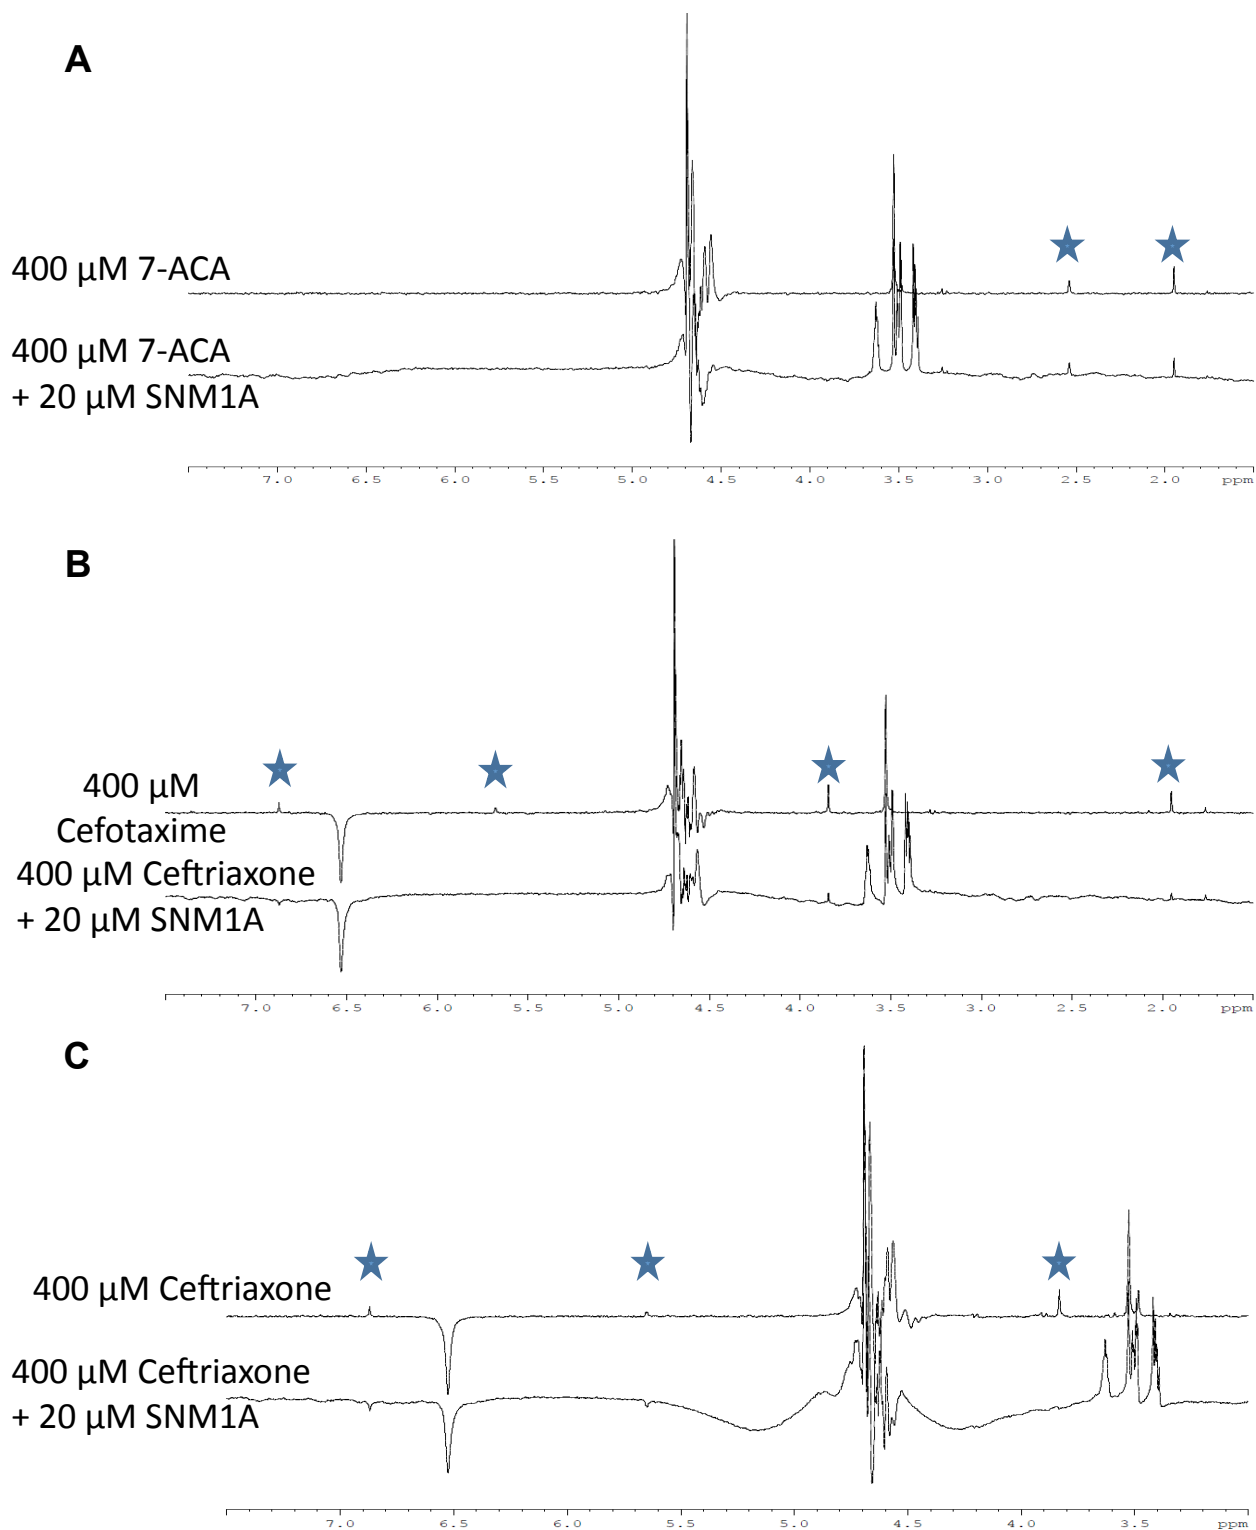 A
400 µM 7-ACA
400 µM 7-ACA
+ 20 µM SNM1A
7.0 6.5 6.0 5.5 5.0 4.5 4.0 3.5 3.0 2.5 2.0 ppm
B
400 µM
Cefotaxime
400 µM Ceftriaxone
+ 20 µM SNM1A
7.0 6.5 6.0 5.5 5.0 4.5 4.0 3.5 3.0 2.5 2.0 ppm
C
400 µM Ceftriaxone
400 µM Ceftriaxone
+ 20 µM SNM1A
7.0 6.5 6.0 5.5 5.0 4.5 4.0 3.5 ppm